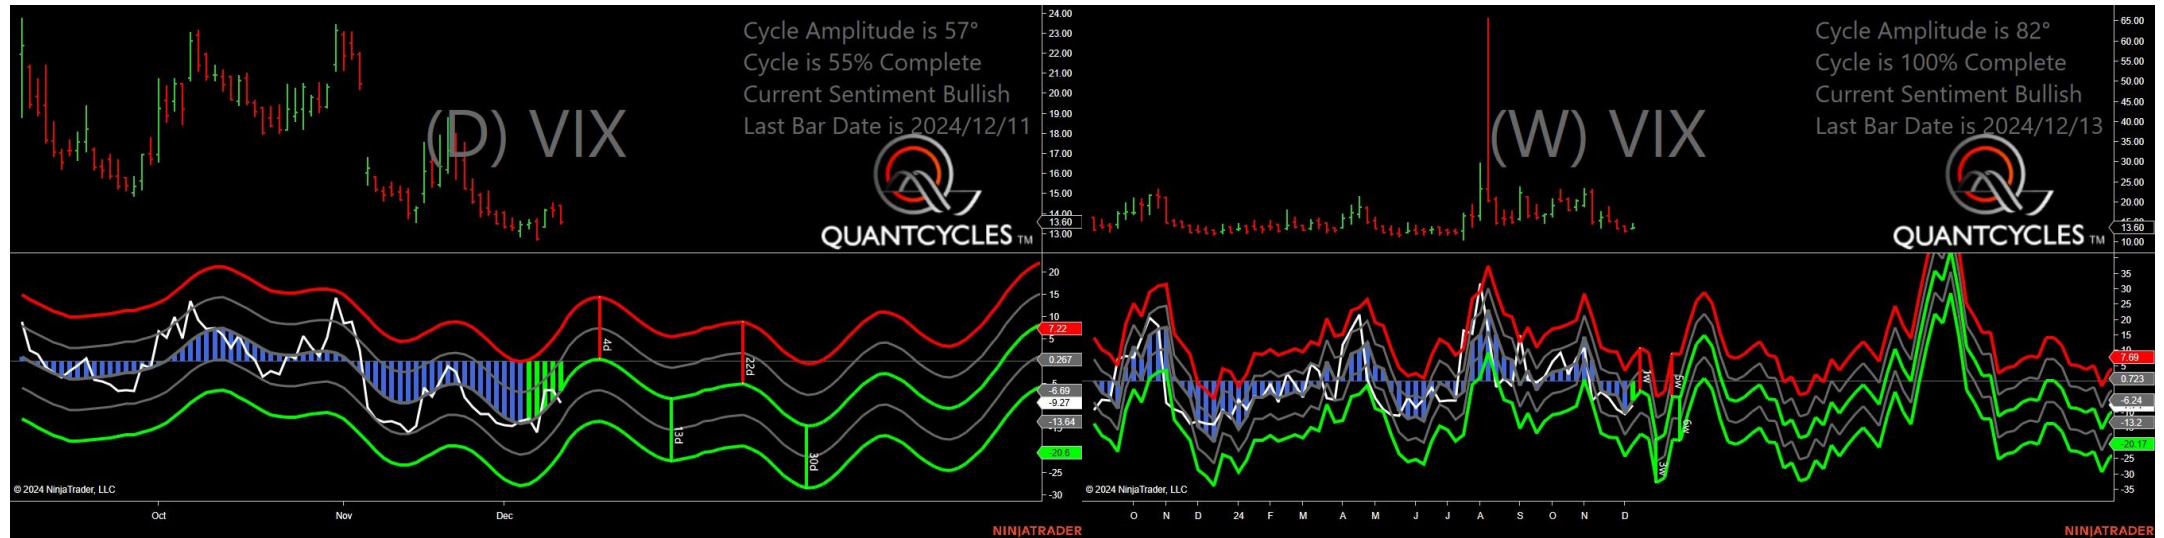 Cycle Amplitude is 57°
Cycle is 55% Complete
Current Sentiment Bullish
Last Bar Date is 2024/12/11
(D) VIX
QUANTCYCLES TM
24.00
23.00
22.00
21.00
20.00
19.00
18.00
17.00
16.00
15.00
14.00
13.60
13.00
20
15
10
7.22
5
0.267
-6.69
-9.27
-13.64
-20.6
-25
-30
4d
13d
22d
30d
© 2024 NinjaTrader, LLC
Oct Nov Dec
NINJATRADER
Cycle Amplitude is 82°
Cycle is 100% Complete
Current Sentiment Bullish
Last Bar Date is 2024/12/13
(W) VIX
QUANTCYCLES TM
65.00
60.00
55.00
50.00
45.00
40.00
35.00
30.00
25.00
20.00
13.60
10.00
35
30
25
20
15
10
7.69
5
0.723
-6.24
-13.2
-20.17
-25
-30
-35
1w
3w
5w
6w
© 2024 NinjaTrader, LLC
O N D 24 F M A M J J A S O N D
NINJATRADER